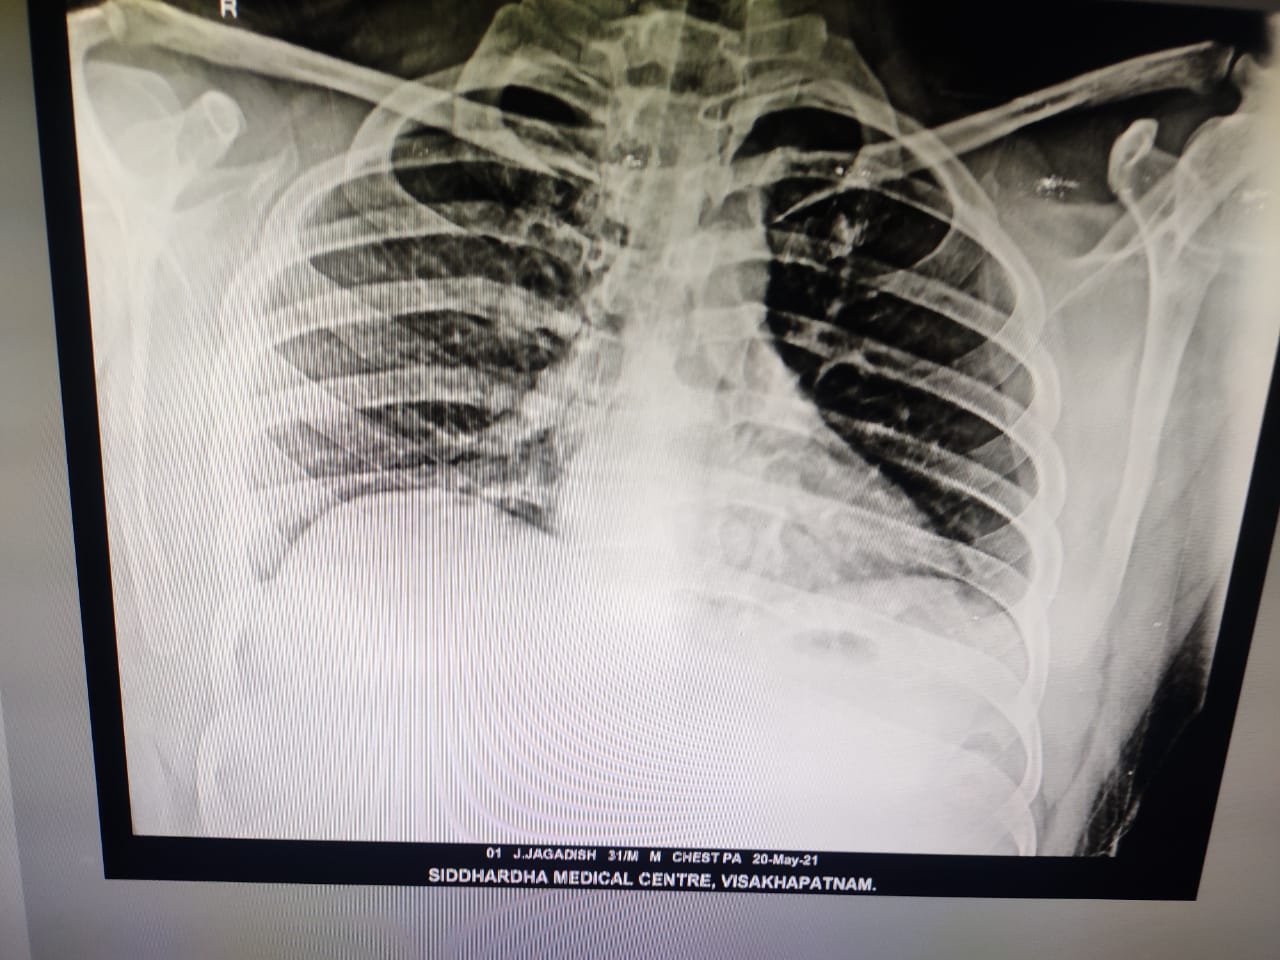 R
01 J.JAGADISH 31/M M CHEST PA 20-May-21
SIDDHARDHA MEDICAL CENTRE, VISAKHAPATNAM.